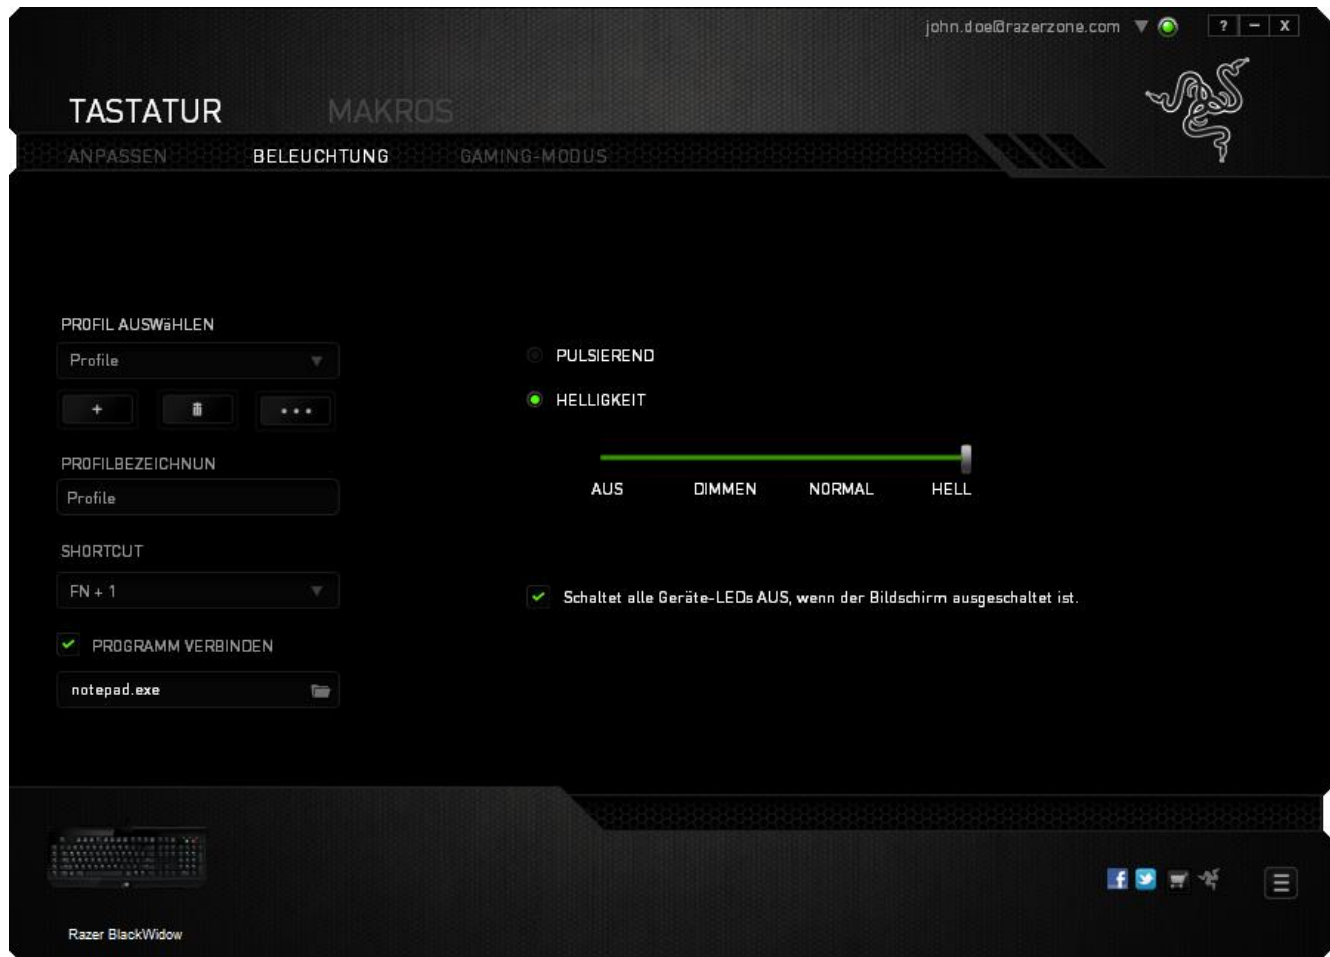 john.doe@razerzone.com
? – X
TASTATUR MAKROS
ANPASSEN BELEUCHTUNG GAMING-MODUS
PROFIL AUSWäHLEN
Profile
+ •••
PROFILBEZEICHNUN
Profile
SHORTCUT
FN + 1
PROGRAMM VERBINDEN
notepad.exe
PULSIEREND
HELLIGKEIT
AUS DIMMEN NORMAL HELL
Schaltet alle Geräte-LEDs AUS, wenn der Bildschirm ausgeschaltet ist.
Razer BlackWidow